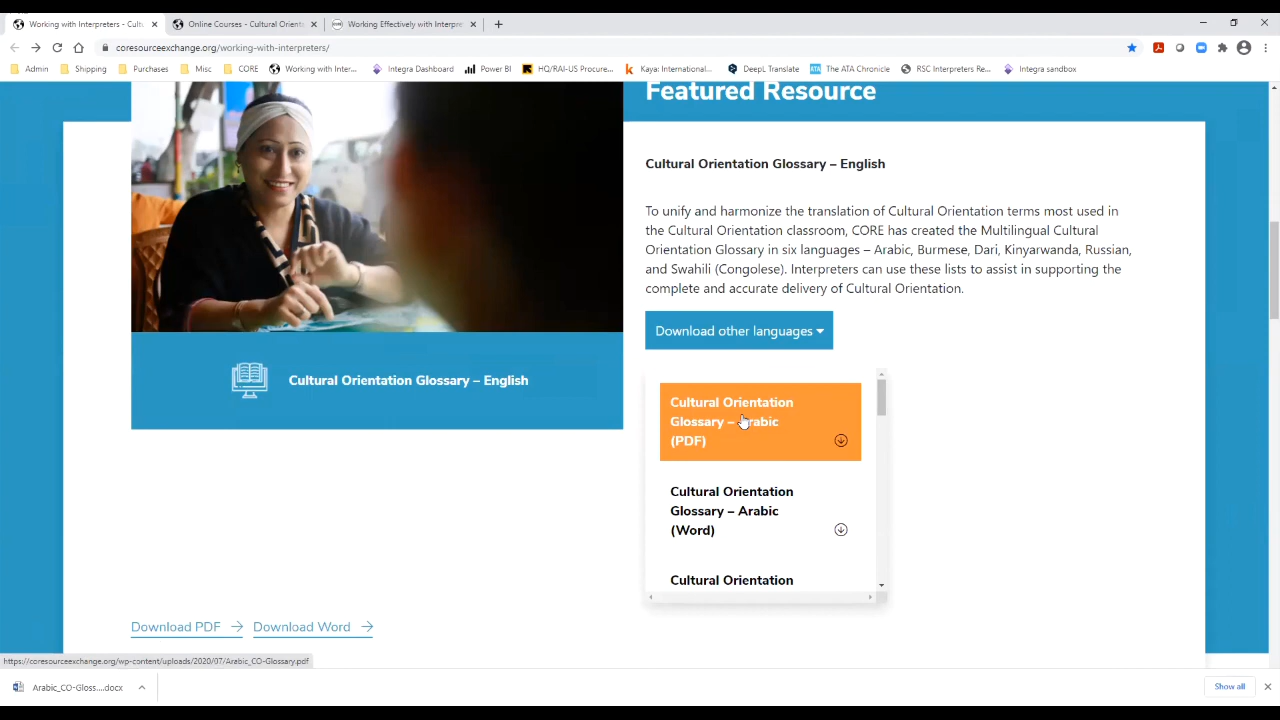 Working with Interpreters - Cultu
Online Courses - Cultural Orienta
Working Effectively with Interpre
coresourceexchange.org/working-with-interpreters/
Admin
Shipping
Purchases
Misc
CORE
Working with Inter...
Integra Dashboard
Power BI
HQ/RAI-US Procure...
Kaya: International...
DeepL Translate
The ATA Chronicle
RSC Interpreters Re...
Integra sandbox
Featured Resource
Cultural Orientation Glossary – English
To unify and harmonize the translation of Cultural Orientation terms most used in
the Cultural Orientation classroom, CORE has created the Multilingual Cultural
Orientation Glossary in six languages – Arabic, Burmese, Dari, Kinyarwanda, Russian,
and Swahili (Congolese). Interpreters can use these lists to assist in supporting the
complete and accurate delivery of Cultural Orientation.
Download other languages
Cultural Orientation Glossary – English
Cultural Orientation
Glossary – Arabic
(PDF)
Cultural Orientation
Glossary – Arabic
(Word)
Cultural Orientation
Download PDF
Download Word
https://coresourceexchange.org/wp-content/uploads/2020/07/Arabic_CO-Glossary.pdf
Arabic_CO-Gloss....docx
Show all